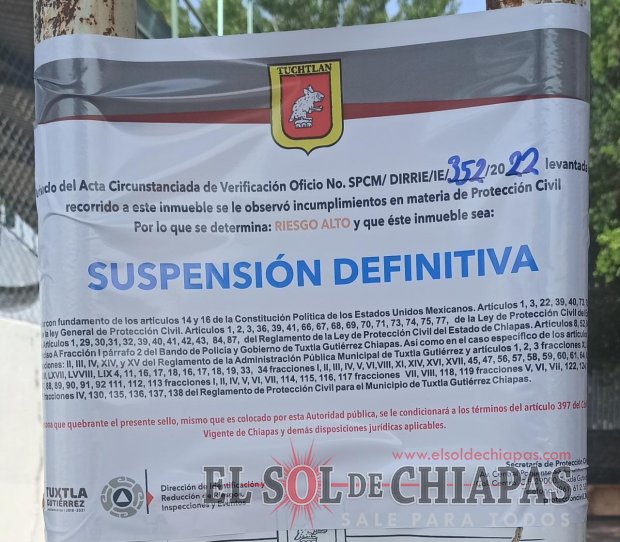 TUCHTLAN
del Acta Circunstanciada de Verificación Oficio No. SPCM/ DIRRIE/IE/352/2022 levantada
recorrido a este inmueble se le observó incumplimientos en materia de Protección Civil
Por lo que se determina: RIESGO ALTO y que éste inmueble sea:
SUSPENSIÓN DEFINITIVA
con fundamento de los artículos 14 y 16 de la Constitución Política de los Estados Unidos Mexicanos. Artículos 1, 3, 22, 39, 40, 73,
la ley General de Protección Civil. Artículos 1, 2, 3, 36, 39, 41, 66, 67, 68, 69, 70, 71, 73, 74, 75, 77, de la Ley de Protección Civil del
Artículos 1, 29, 30,31, 32, 39, 40, 41, 42, 43, 84, 87, del Reglamento de la Ley de Protección Civil del Estado de Chiapas. Artículos 8, 52,
A Fracción I párrafo 2 del Bando de Policía y Gobierno de Tuxtla Gutiérrez Chiapas. Así como en el caso específico de los artículos
II, III, IV, XIV, y XV del Reglamento de la Administración Pública Municipal de Tuxtla Gutiérrez y artículos 1, 2, 3 fracciones X,
LXVII, LVVIII, LIX 4, 11, 16, 17, 18, 16, 17, 18, 19, 33, 34 fracciones I, II, III, IV, V, VI,VIII, XI, XIV, XVI, XVII, 45, 47, 56, 57, 58, 59, 60, 61, 64,
88, 89, 90, 91, 92 111, 112, 113 fracciones I, II, IV, V, VI, VII, 114, 115, 116, 117 fracciones VII, VIII, 118, 119 fracciones V, VI, VII, 122, 124
fracciones IV, 130, 135, 136, 137, 138 del Reglamento de Protección Civil para el Municipio de Tuxtla Gutiérrez Chiapas.
que quebrante el presente sello, mismo que es colocado por esta Autoridad pública, se le condicionará a los términos del artículo 397 del
Vigente de Chiapas y demás disposiciones jurídicas aplicables.
www.elsoldechiapas.com
Secretaría de Protección
TUXTLA
GUTIÉRREZ
Dirección de Identificación y
Reducción de Riesgo
Inspecciones y Eventos
EL SOL DE CHIAPAS
SALE PARA TODOS